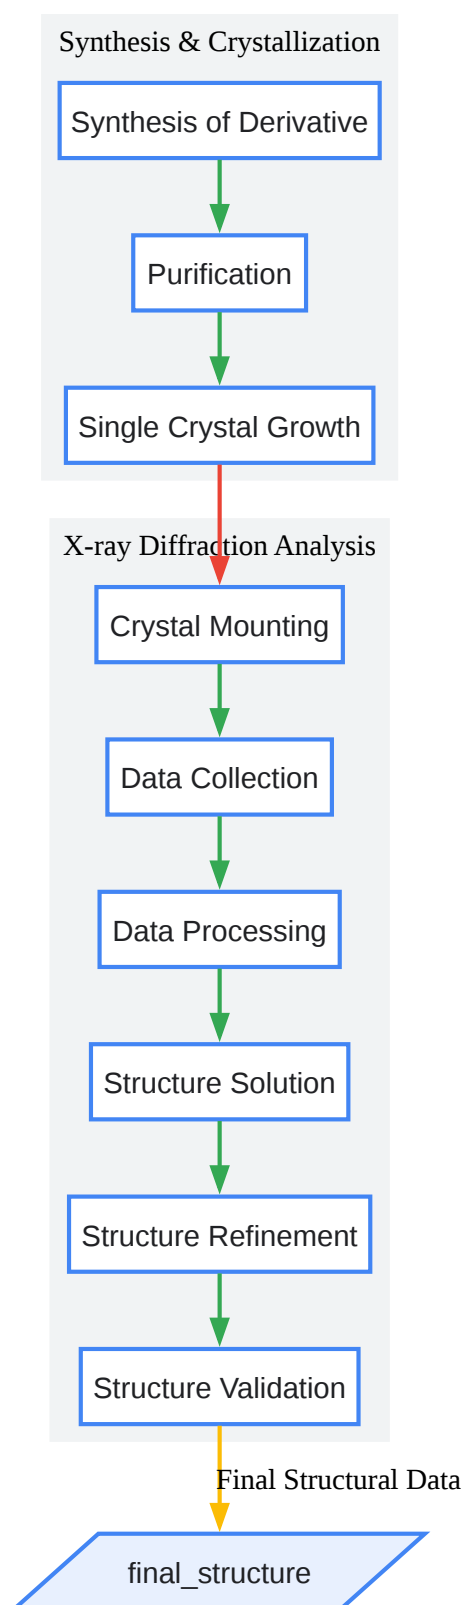 Synthesis & Crystallization
Synthesis of Derivative
Purification
Single Crystal Growth
X-ray Diffraction Analysis
Crystal Mounting
Data Collection
Data Processing
Structure Solution
Structure Refinement
Structure Validation
Final Structural Data
final_structure